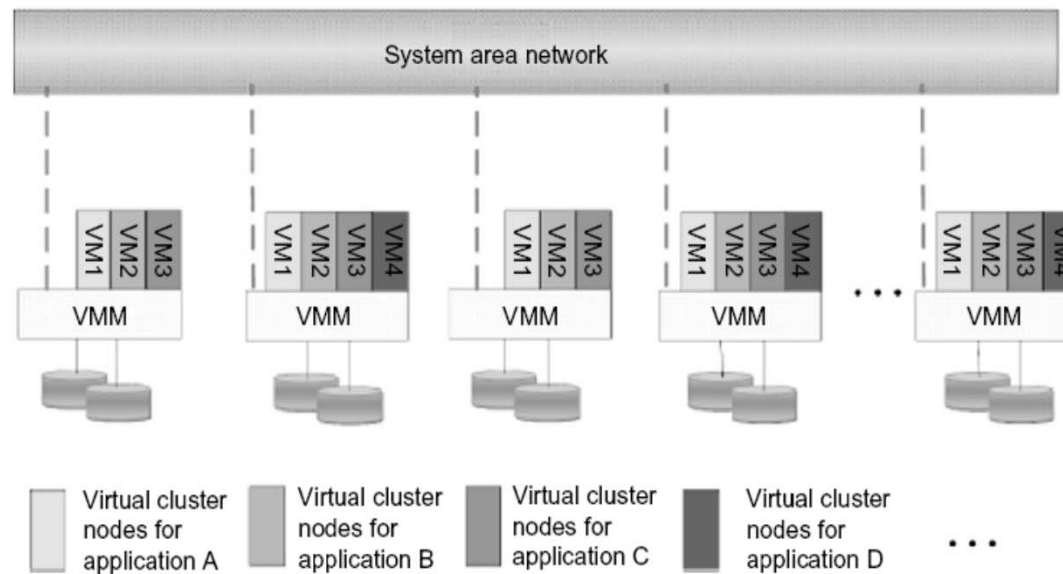 System area network
VM1 VM2 VM3
VM1 VM2 VM3 VM4
VM1 VM2 VM3
VM1 VM2 VM3 VM4
...
VM1 VM2 VM3 VM4
VMM
VMM
VMM
VMM
VMM
Virtual cluster
nodes for
application A
Virtual cluster
nodes for
application B
Virtual cluster
nodes for
application C
Virtual cluster
nodes for
application D
...